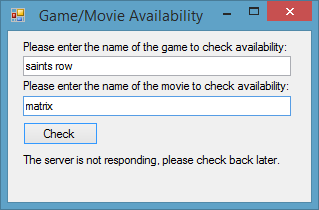 Game/Movie Availability
Please enter the name of the game to check availability:
saints row
Please enter the name of the movie to check availability:
matrix
Check
The server is not responding, please check back later.